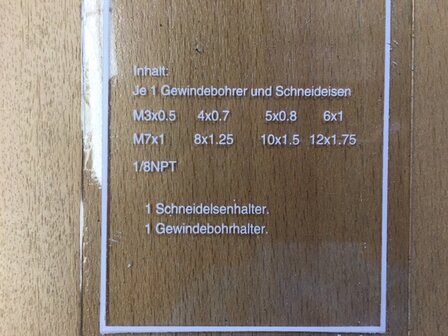 Inhalt:
Je 1 Gewindebohrer und Schneideisen
M3x0.5 4x0.7 5x0.8 6x1
M7x1 8x1.25 10x1.5 12x1.75
1/8NPT
1 Schneidelsenhalter.
1 Gewindebohrhalter.